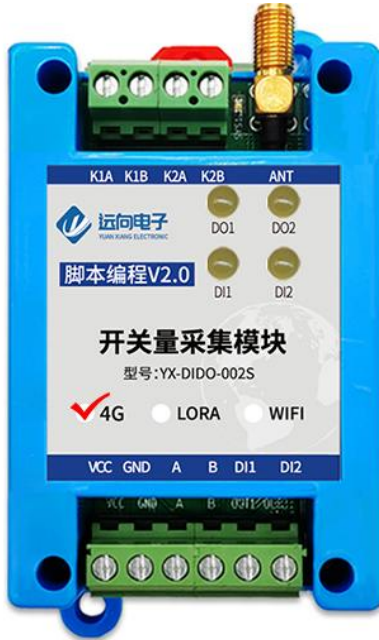 K1A K1B K2A K2B ANT
远向电子
YUAN XIANG ELECTRONIC
DO1 DO2
脚本编程V2.0
DI1 DI2
开关量采集模块
型号:YX-DIDO-002S
4G LORA WIFI
VCC GND A B DI1 DI2
VCC GND A B